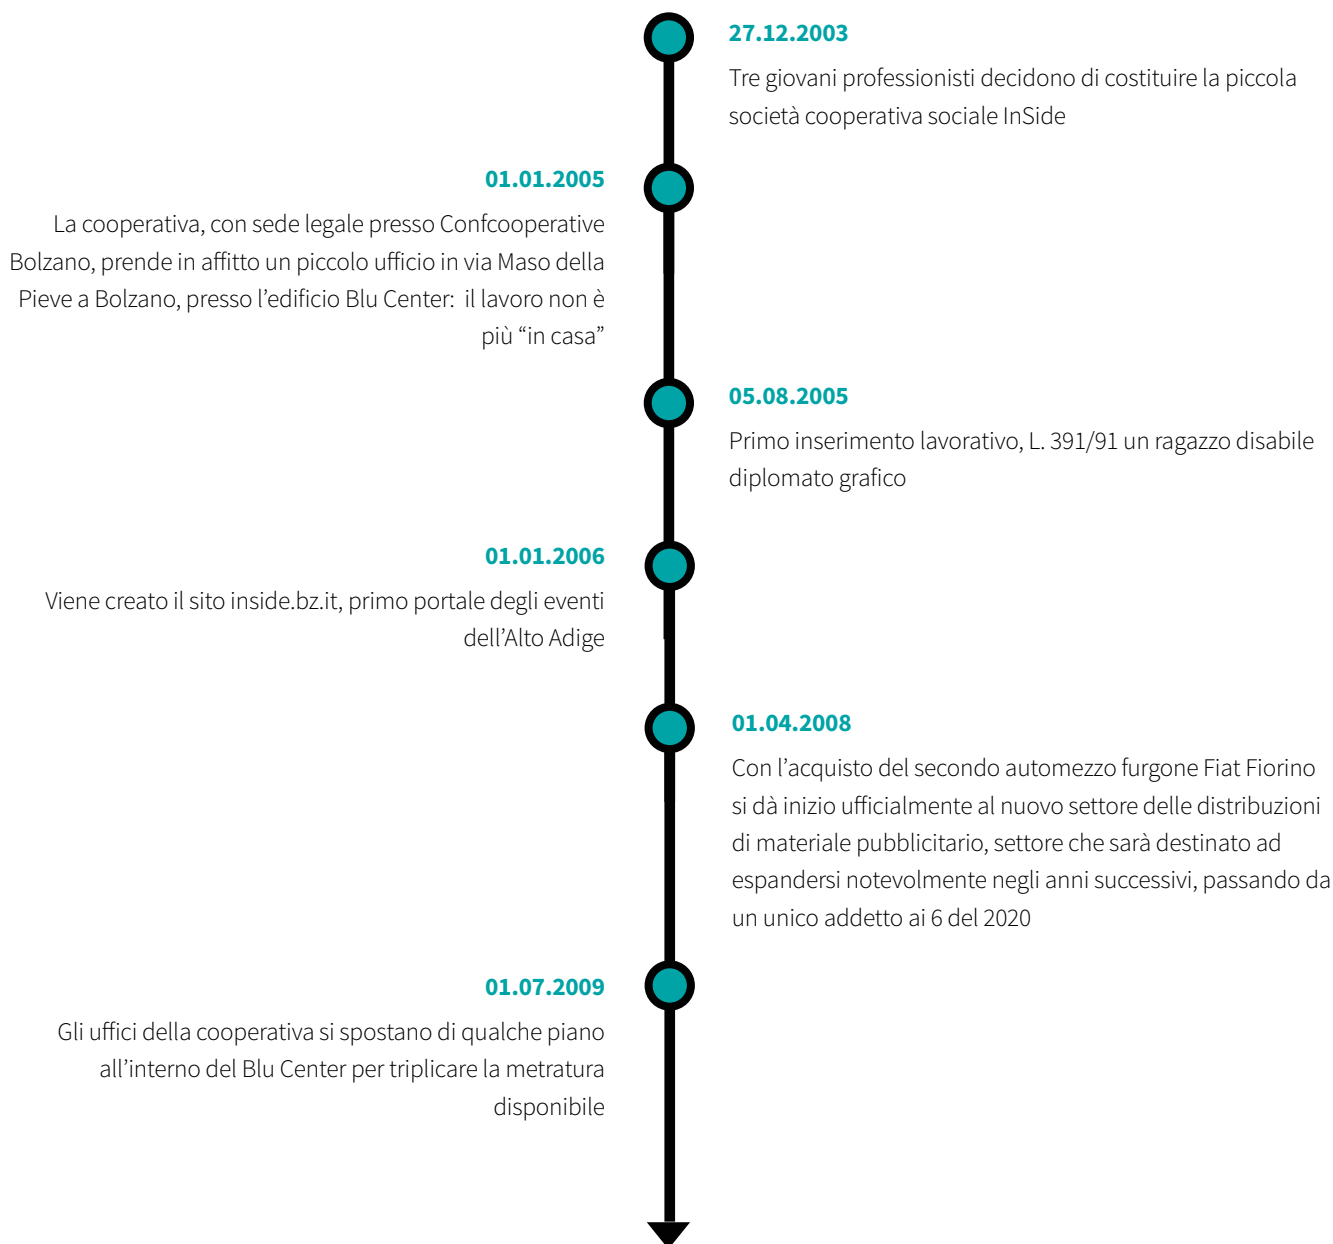 27.12.2003
Tre giovani professionisti decidono di costituire la piccola
società cooperativa sociale InSide
01.01.2005
La cooperativa, con sede legale presso Confcooperative
Bolzano, prende in affitto un piccolo ufficio in via Maso della
Pieve a Bolzano, presso l’edificio Blu Center:  il lavoro non è
più “in casa”
05.08.2005
Primo inserimento lavorativo, L. 391/91 un ragazzo disabile
diplomato grafico
01.01.2006
Viene creato il sito inside.bz.it, primo portale degli eventi
dell’Alto Adige
01.04.2008
Con l’acquisto del secondo automezzo furgone Fiat Fiorino
si dà inizio ufficialmente al nuovo settore delle distribuzioni
di materiale pubblicitario, settore che sarà destinato ad
espandersi notevolmente negli anni successivi, passando da
un unico addetto ai 6 del 2020
01.07.2009
Gli uffici della cooperativa si spostano di qualche piano
all’interno del Blu Center per triplicare la metratura
disponibile